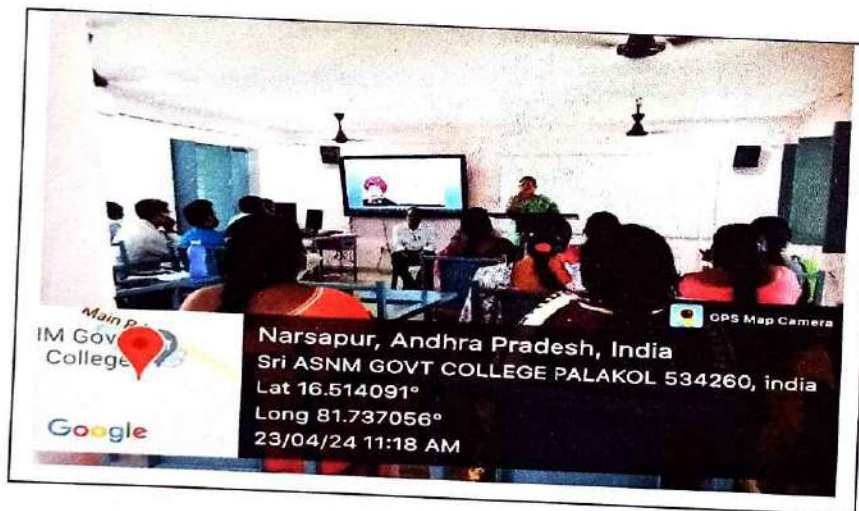 GPS Map Camera
Main
IM Gov
College
Google
Narsapur, Andhra Pradesh, India
Sri ASNM GOVT COLLEGE PALAKOL 534260, india
Lat 16.514091°
Long 81.737056°
23/04/24 11:18 AM